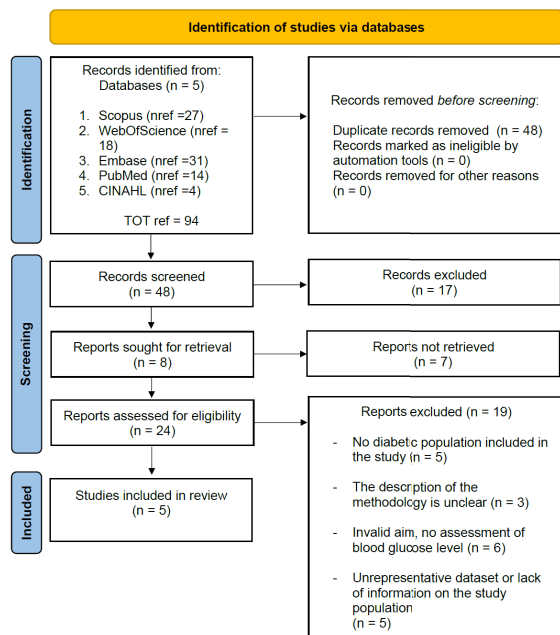 Identification of studies via databases
Identification
Records identified from:
Databases (n = 5)
1. Scopus (nref =27)
2. WebOfScience (nref =
18)
3. Embase (nref =31)
4. PubMed (nref =14)
5. CINAHL (nref =4)
TOT ref = 94
Records removed before screening:
Duplicate records removed (n = 48)
Records marked as ineligible by
automation tools (n = 0)
Records removed for other reasons
(n = 0)
Screening
Records screened
(n = 48)
Records excluded
(n = 17)
Reports sought for retrieval
(n = 8)
Reports not retrieved
(n = 7)
Reports assessed for eligibility
(n = 24)
Reports excluded (n = 19)
- No diabetic population included in
the study (n = 5)
- The description of the
methodology is unclear (n = 3)
- Invalid aim, no assessment of
blood glucose level (n = 6)
- Unrepresentative dataset or lack
of information on the study
population
(n = 5)
Included
Studies included in review
(n = 5)